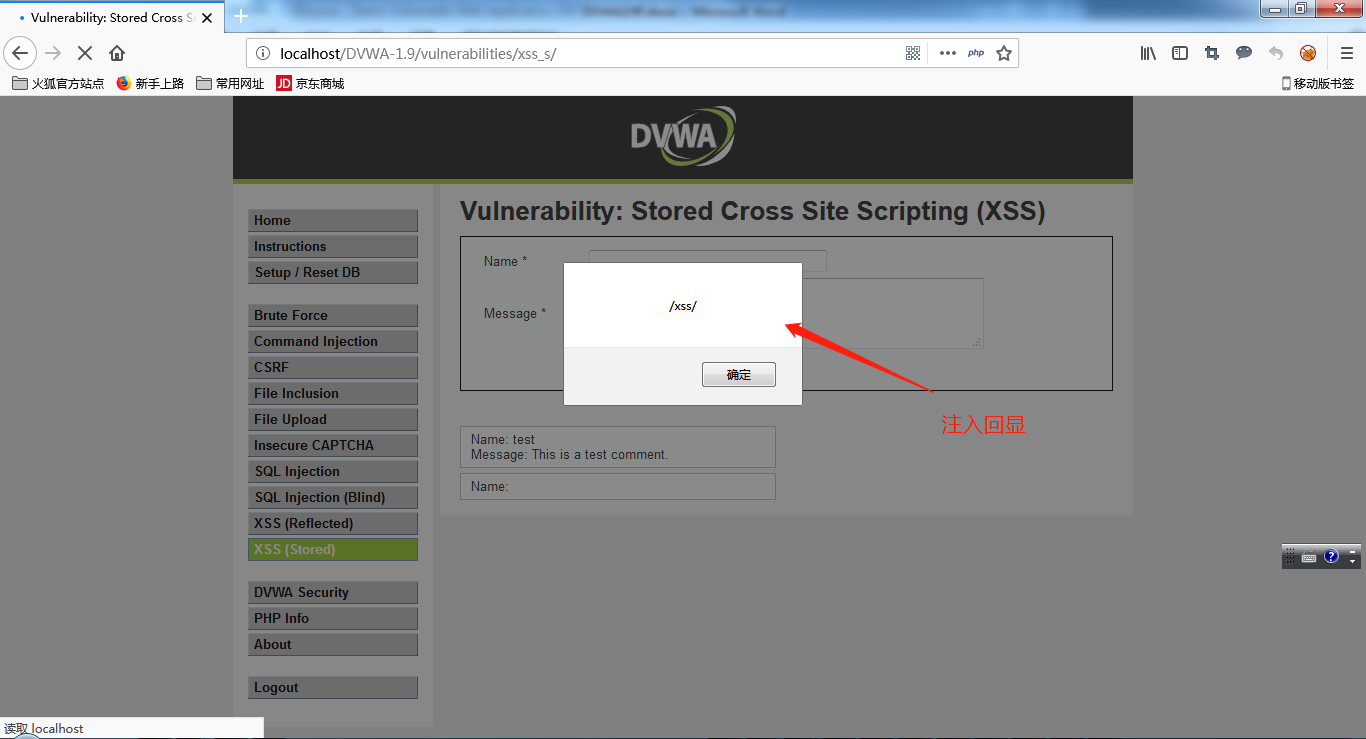 Vulnerability: Stored Cross S
localhost/DVWA-1.9/vulnerabilities/xss_s/
php
火狐官方站点
新手上路
常用网址
JD 京东商城
移动版书签
DVWA
Home
Instructions
Setup / Reset DB
Brute Force
Command Injection
CSRF
File Inclusion
File Upload
Insecure CAPTCHA
SQL Injection
SQL Injection (Blind)
XSS (Reflected)
XSS (Stored)
DVWA Security
PHP Info
About
Logout
Vulnerability: Stored Cross Site Scripting (XSS)
Name *
Message *
/xss/
确定
注入回显
Name: test
Message: This is a test comment.
Name:
读取 localhost